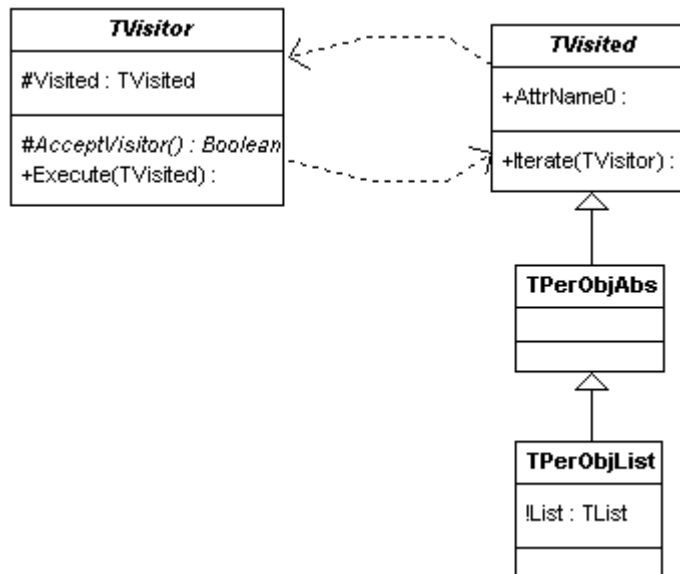 TVisitor
#Visited : TVisited
#AcceptVisitor() : Boolean
+Execute(TVisited) :
TVisited
+AttrName0 :
+Iterate(TVisitor) :
TPerObjAbs
TPerObjList
!List : TList